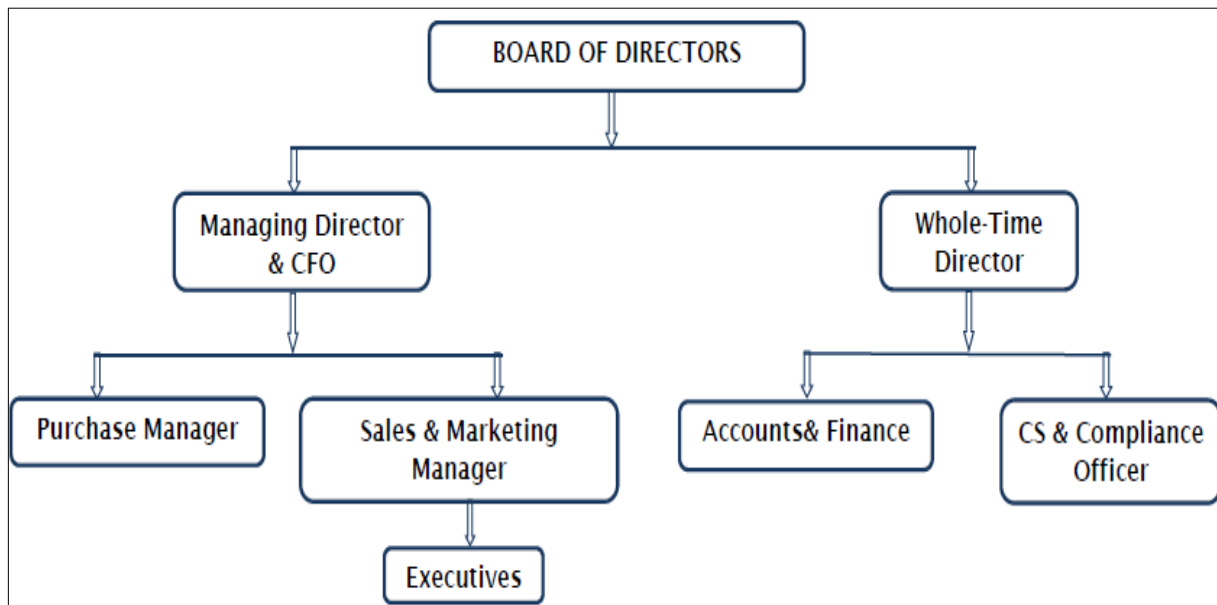 BOARD OF DIRECTORS
Managing Director
& CFO
Whole-Time
Director
Purchase Manager
Sales & Marketing
Manager
Accounts& Finance
CS & Compliance
Officer
Executives